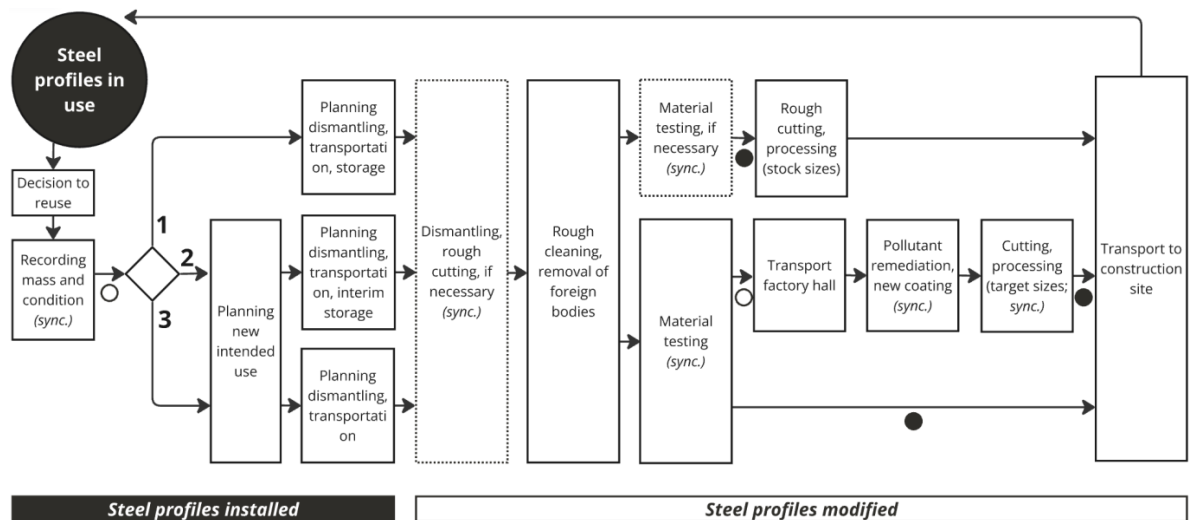 Steel
profiles in
use
Decision to
reuse
Recording
mass and
condition
(sync.)
1
2
3
Planning
new
intended
use
Planning
dismantling,
transportati
on, storage
Planning
dismantling,
transportati
on, interim
storage
Planning
dismantling,
transportati
on
Dismantling,
rough
cutting, if
necessary
(sync.)
Rough
cleaning,
removal of
foreign
bodies
Material
testing, if
necessary
(sync.)
Rough
cutting,
processing
(stock sizes)
Material
testing
(sync.)
Transport
factory hall
Pollutant
remediation,
new coating
(sync.)
Cutting,
processing
(target sizes;
sync.)
Transport to
construction
site
Steel profiles installed
Steel profiles modified